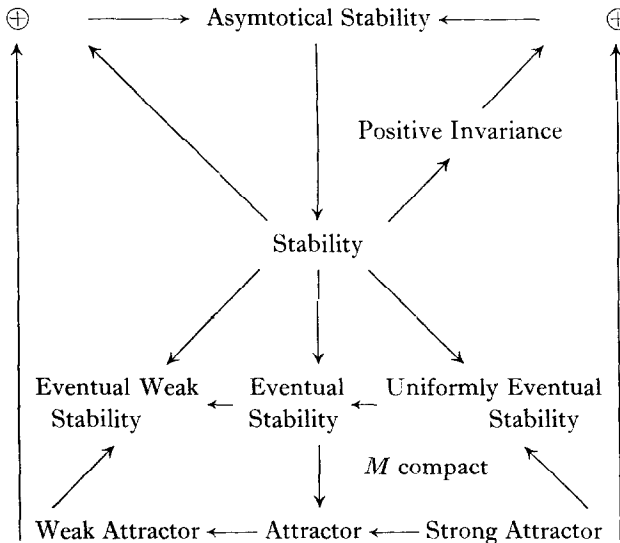 ⊕ Asymtotical Stability ⊕
Positive Invariance
Stability
Eventual Weak Stability
Eventual Stability
Uniformly Eventual Stability
M compact
Weak Attractor Attractor Strong Attractor